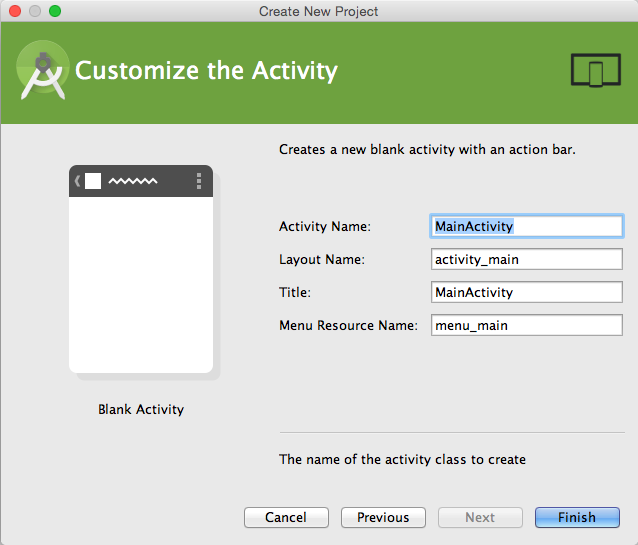 Create New Project
Customize the Activity
Creates a new blank activity with an action bar.
Activity Name: MainActivity
Layout Name: activity_main
Title: MainActivity
Menu Resource Name: menu_main
Blank Activity
The name of the activity class to create
Cancel Previous Next Finish